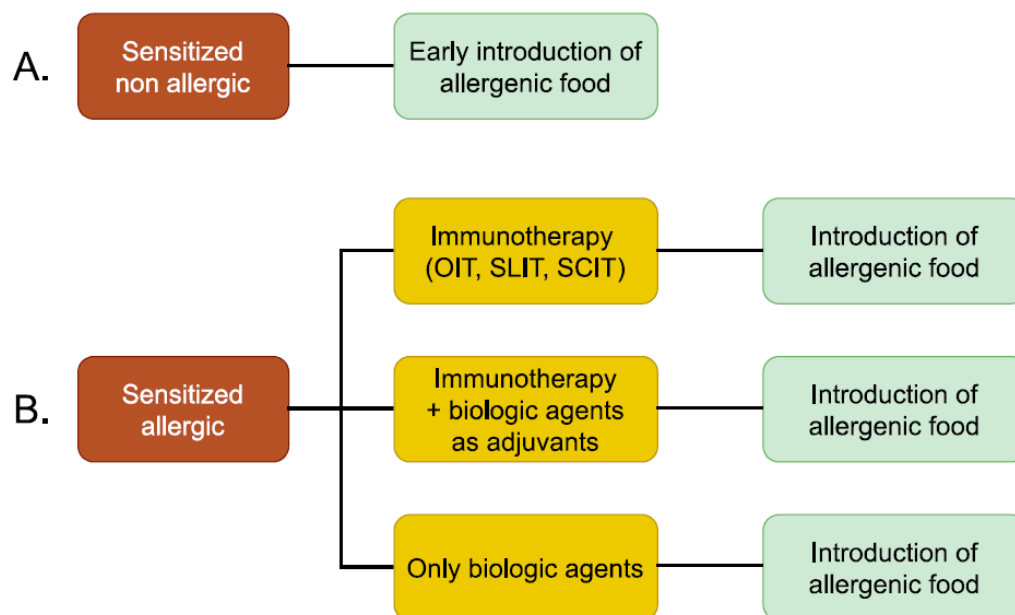 A.
Sensitized
non allergic
Early introduction of
allergenic food
B.
Sensitized
allergic
Immunotherapy
(OIT, SLIT, SCIT)
Introduction of
allergenic food
Immunotherapy
+ biologic agents
as adjuvants
Introduction of
allergenic food
Only biologic agents
Introduction of
allergenic food